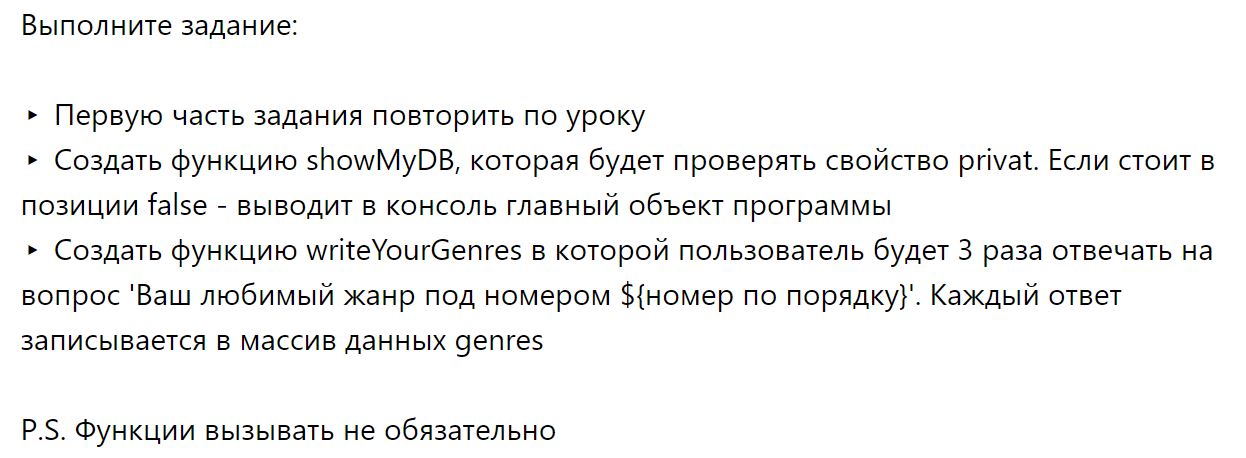 Выполните задание:
‣ Первую часть задания повторить по уроку
‣ Создать функцию showMyDB, которая будет проверять свойство privat. Если стоит в
позиции false - выводит в консоль главный объект программы
‣ Создать функцию writeYourGenres в которой пользователь будет 3 раза отвечать на
вопрос 'Ваш любимый жанр под номером ${номер по порядку}'. Каждый ответ
записывается в массив данных genres
P.S. Функции вызывать не обязательно